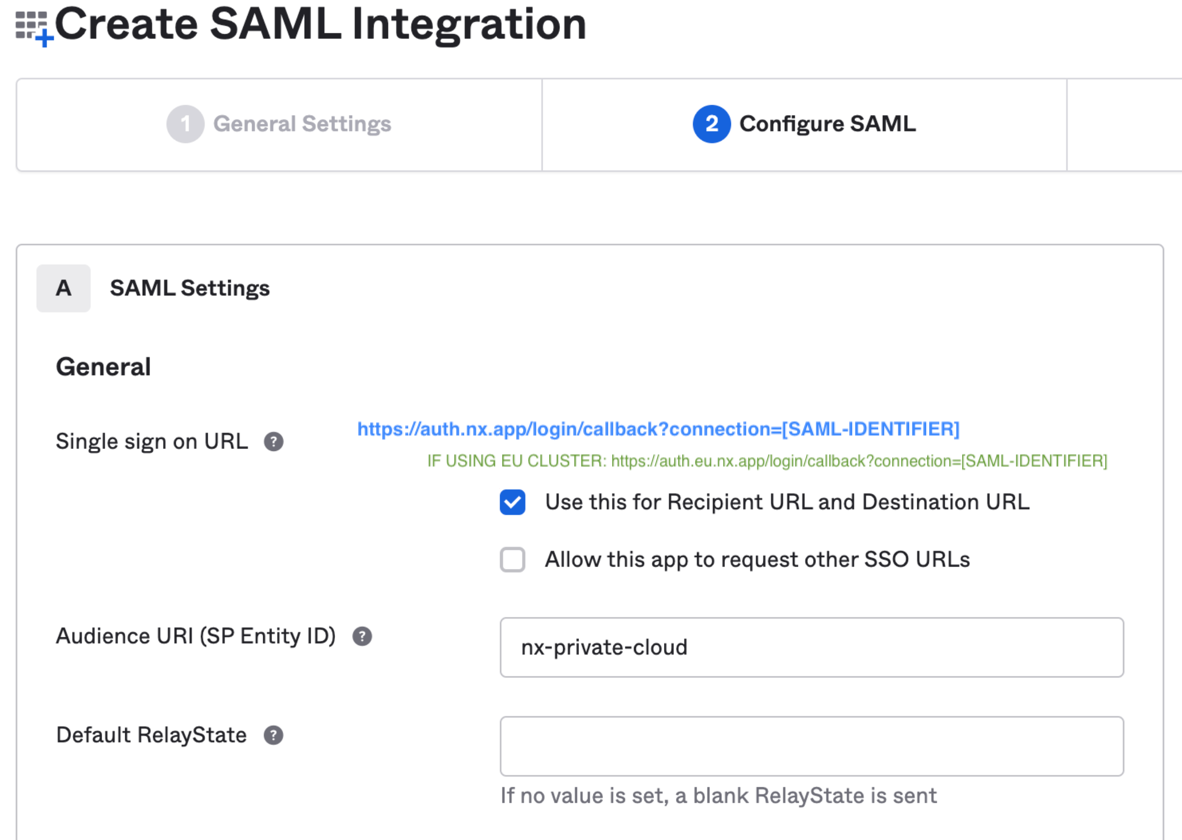 Create SAML Integration
1 General Settings
2 Configure SAML
A SAML Settings
General
Single sign on URL ?
https://auth.nx.app/login/callback?connection=[SAML-IDENTIFIER]
IF USING EU CLUSTER: https://auth.eu.nx.app/login/callback?connection=[SAML-IDENTIFIER]
Use this for Recipient URL and Destination URL
Allow this app to request other SSO URLs
Audience URI (SP Entity ID) ?
nx-private-cloud
Default RelayState ?
If no value is set, a blank RelayState is sent